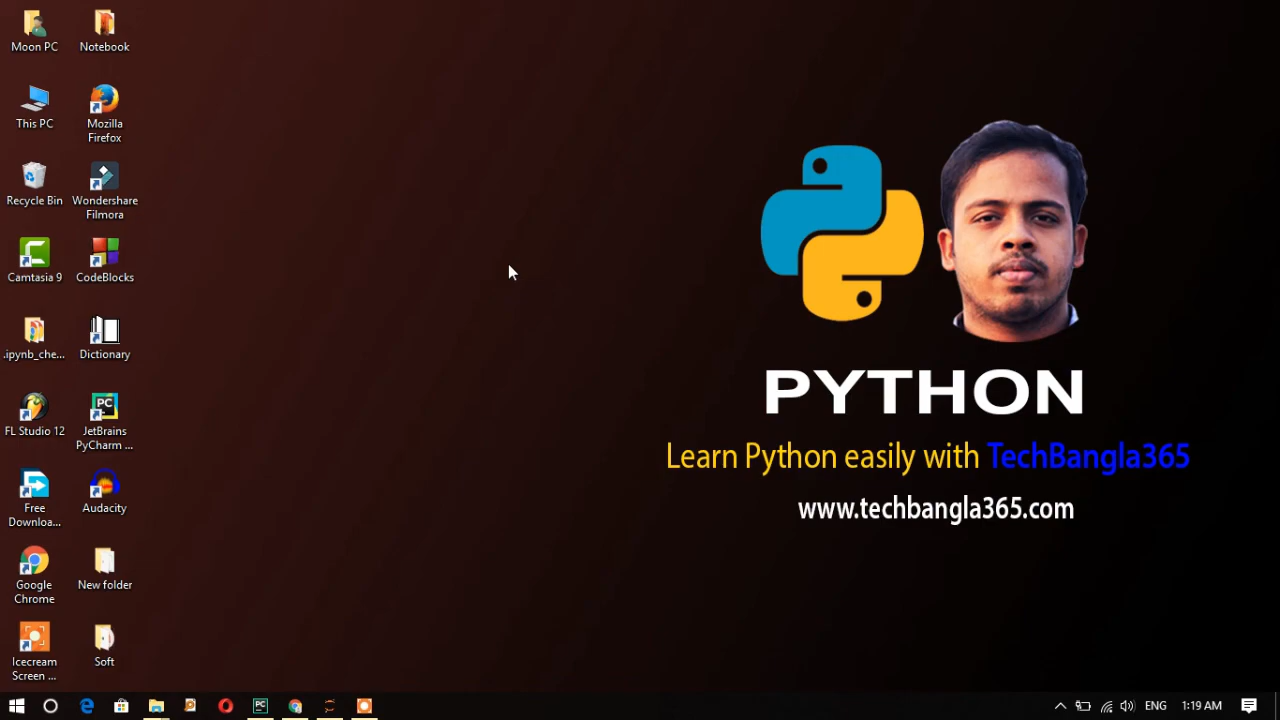 Moon PC
Notebook
This PC
Mozilla
Firefox
Recycle Bin
Wondershare
Filmora
Camtasia 9
CodeBlocks
.ipynb_che...
Dictionary
FL Studio 12
PC
JetBrains
PyCharm ...
Free
Downloa...
Audacity
Google
Chrome
New folder
Icecream
Screen ...
Soft
PYTHON
Learn Python easily with TechBangla365
www.techbangla365.com
PC
ENG
1:19 AM